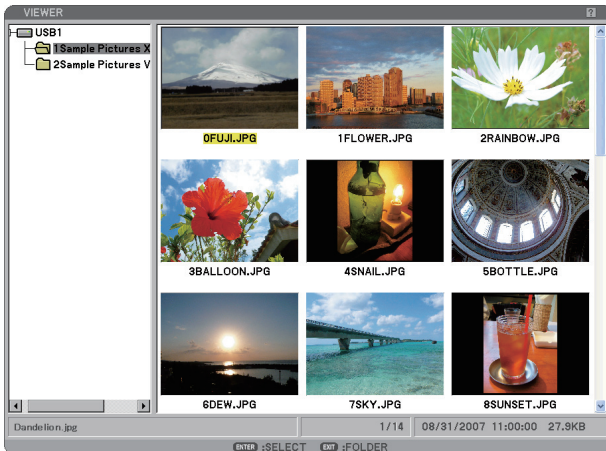 VIEWER
?
USB1
1Sample Pictures X
2Sample Pictures V
0FUJI.JPG 1FLOWER.JPG 2RAINBOW.JPG
3BALLOON.JPG 4SNAIL.JPG 5BOTTLE.JPG
6DEW.JPG 7SKY.JPG 8SUNSET.JPG
Dandelion.jpg 1/14 08/31/2007 11:00:00 27.9KB
ENTER :SELECT EXIT :FOLDER